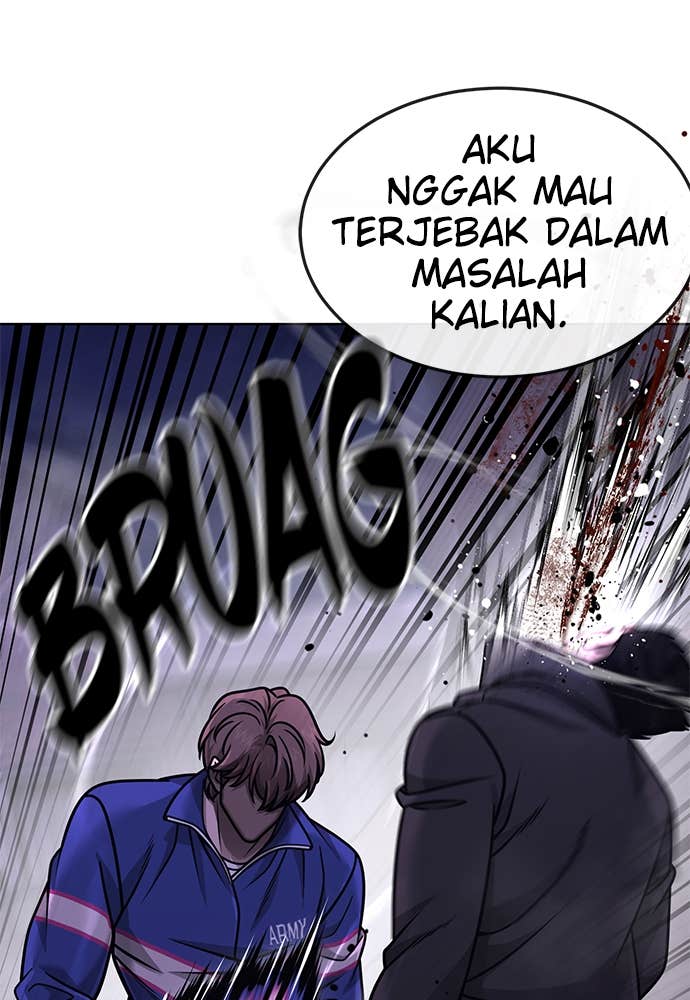 AKU
NGGAK MAU
TERJEBAK DALAM
MASALAH
KALIAN.
BRUAG
ARMY